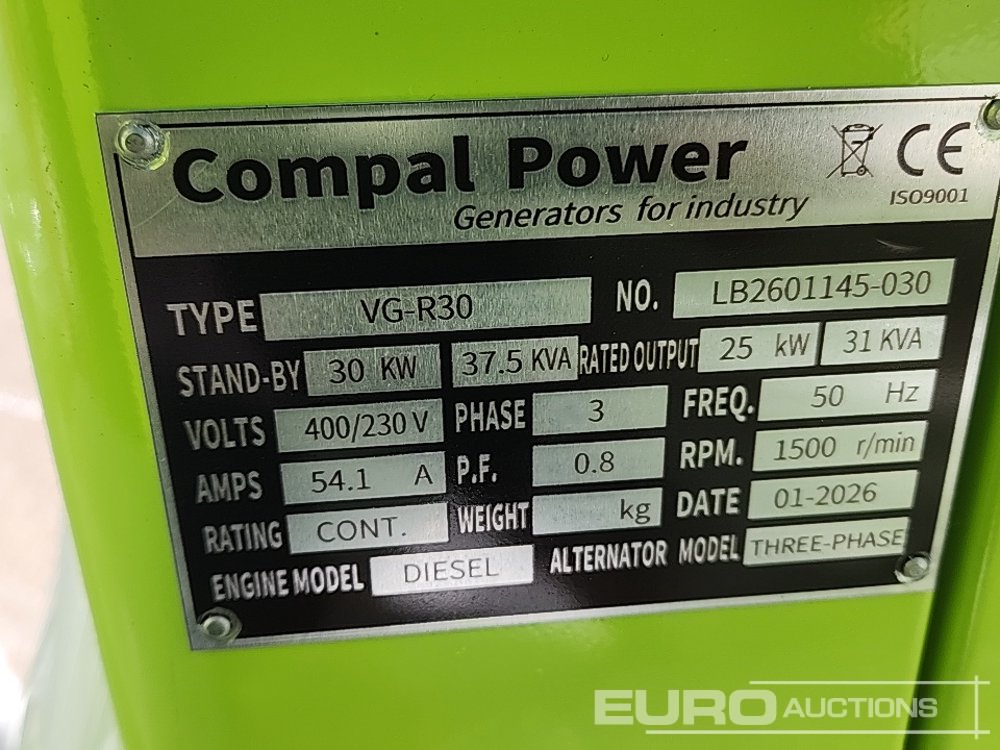 Compal Power
Generators for industry
CE
ISO9001
TYPE VG-R30 NO. LB2601145-030
STAND-BY 30 KW 37.5 KVA RATED OUTPUT 25 kW 31 KVA
VOLTS 400/230 V PHASE 3 FREQ. 50 Hz
AMPS 54.1 A P.F. 0.8 RPM. 1500 r/min
RATING CONT. WEIGHT kg DATE 01-2026
ENGINE MODEL DIESEL ALTERNATOR MODEL THREE-PHASE
EURO AUCTIONS